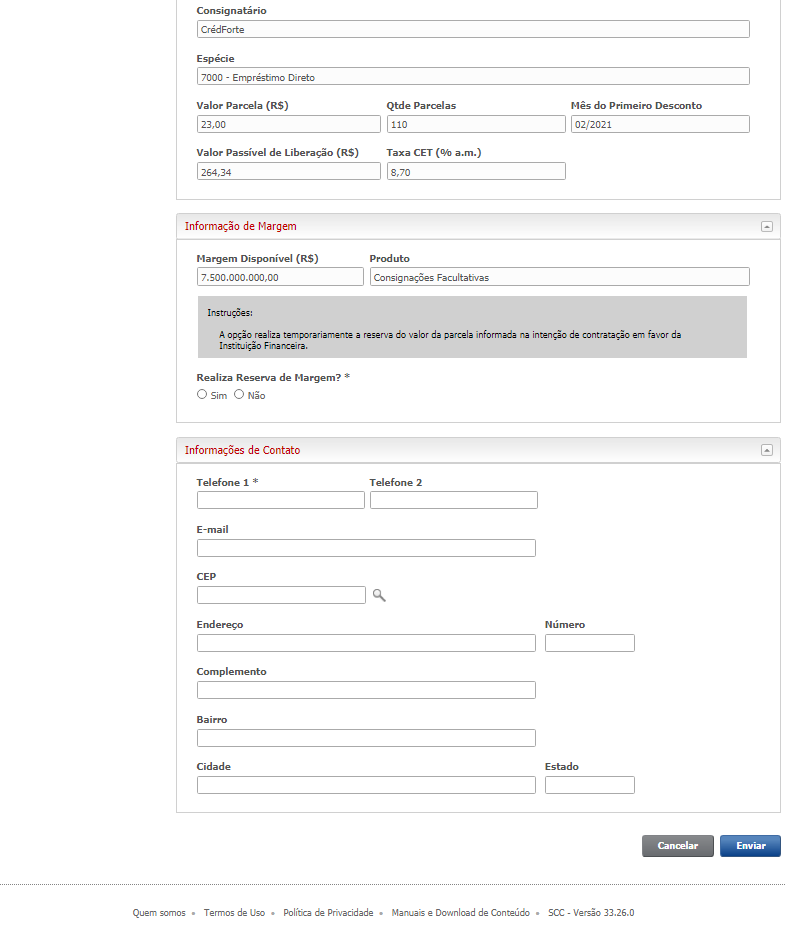 Consignatário
CrédForte
Espécie
7000 - Empréstimo Direto
Valor Parcela (R$) Qtde Parcelas Mês do Primeiro Desconto
23,00 110 02/2021
Valor Passível de Liberação (R$) Taxa CET (% a.m.)
264,34 8,70
Informação de Margem
Margem Disponível (R$) Produto
7.500.000.000,00 Consignações Facultativas
Instruções:
A opção realiza temporariamente a reserva do valor da parcela informada na intenção de contratação em favor da
Instituição Financeira.
Realiza Reserva de Margem? *
Sim Não
Informações de Contato
Telefone 1 * Telefone 2
E-mail
CEP
Endereço Número
Complemento
Bairro
Cidade Estado
Cancelar Enviar
Quem somos • Termos de Uso • Política de Privacidade • Manuais e Download de Conteúdo • SCC - Versão 33.26.0